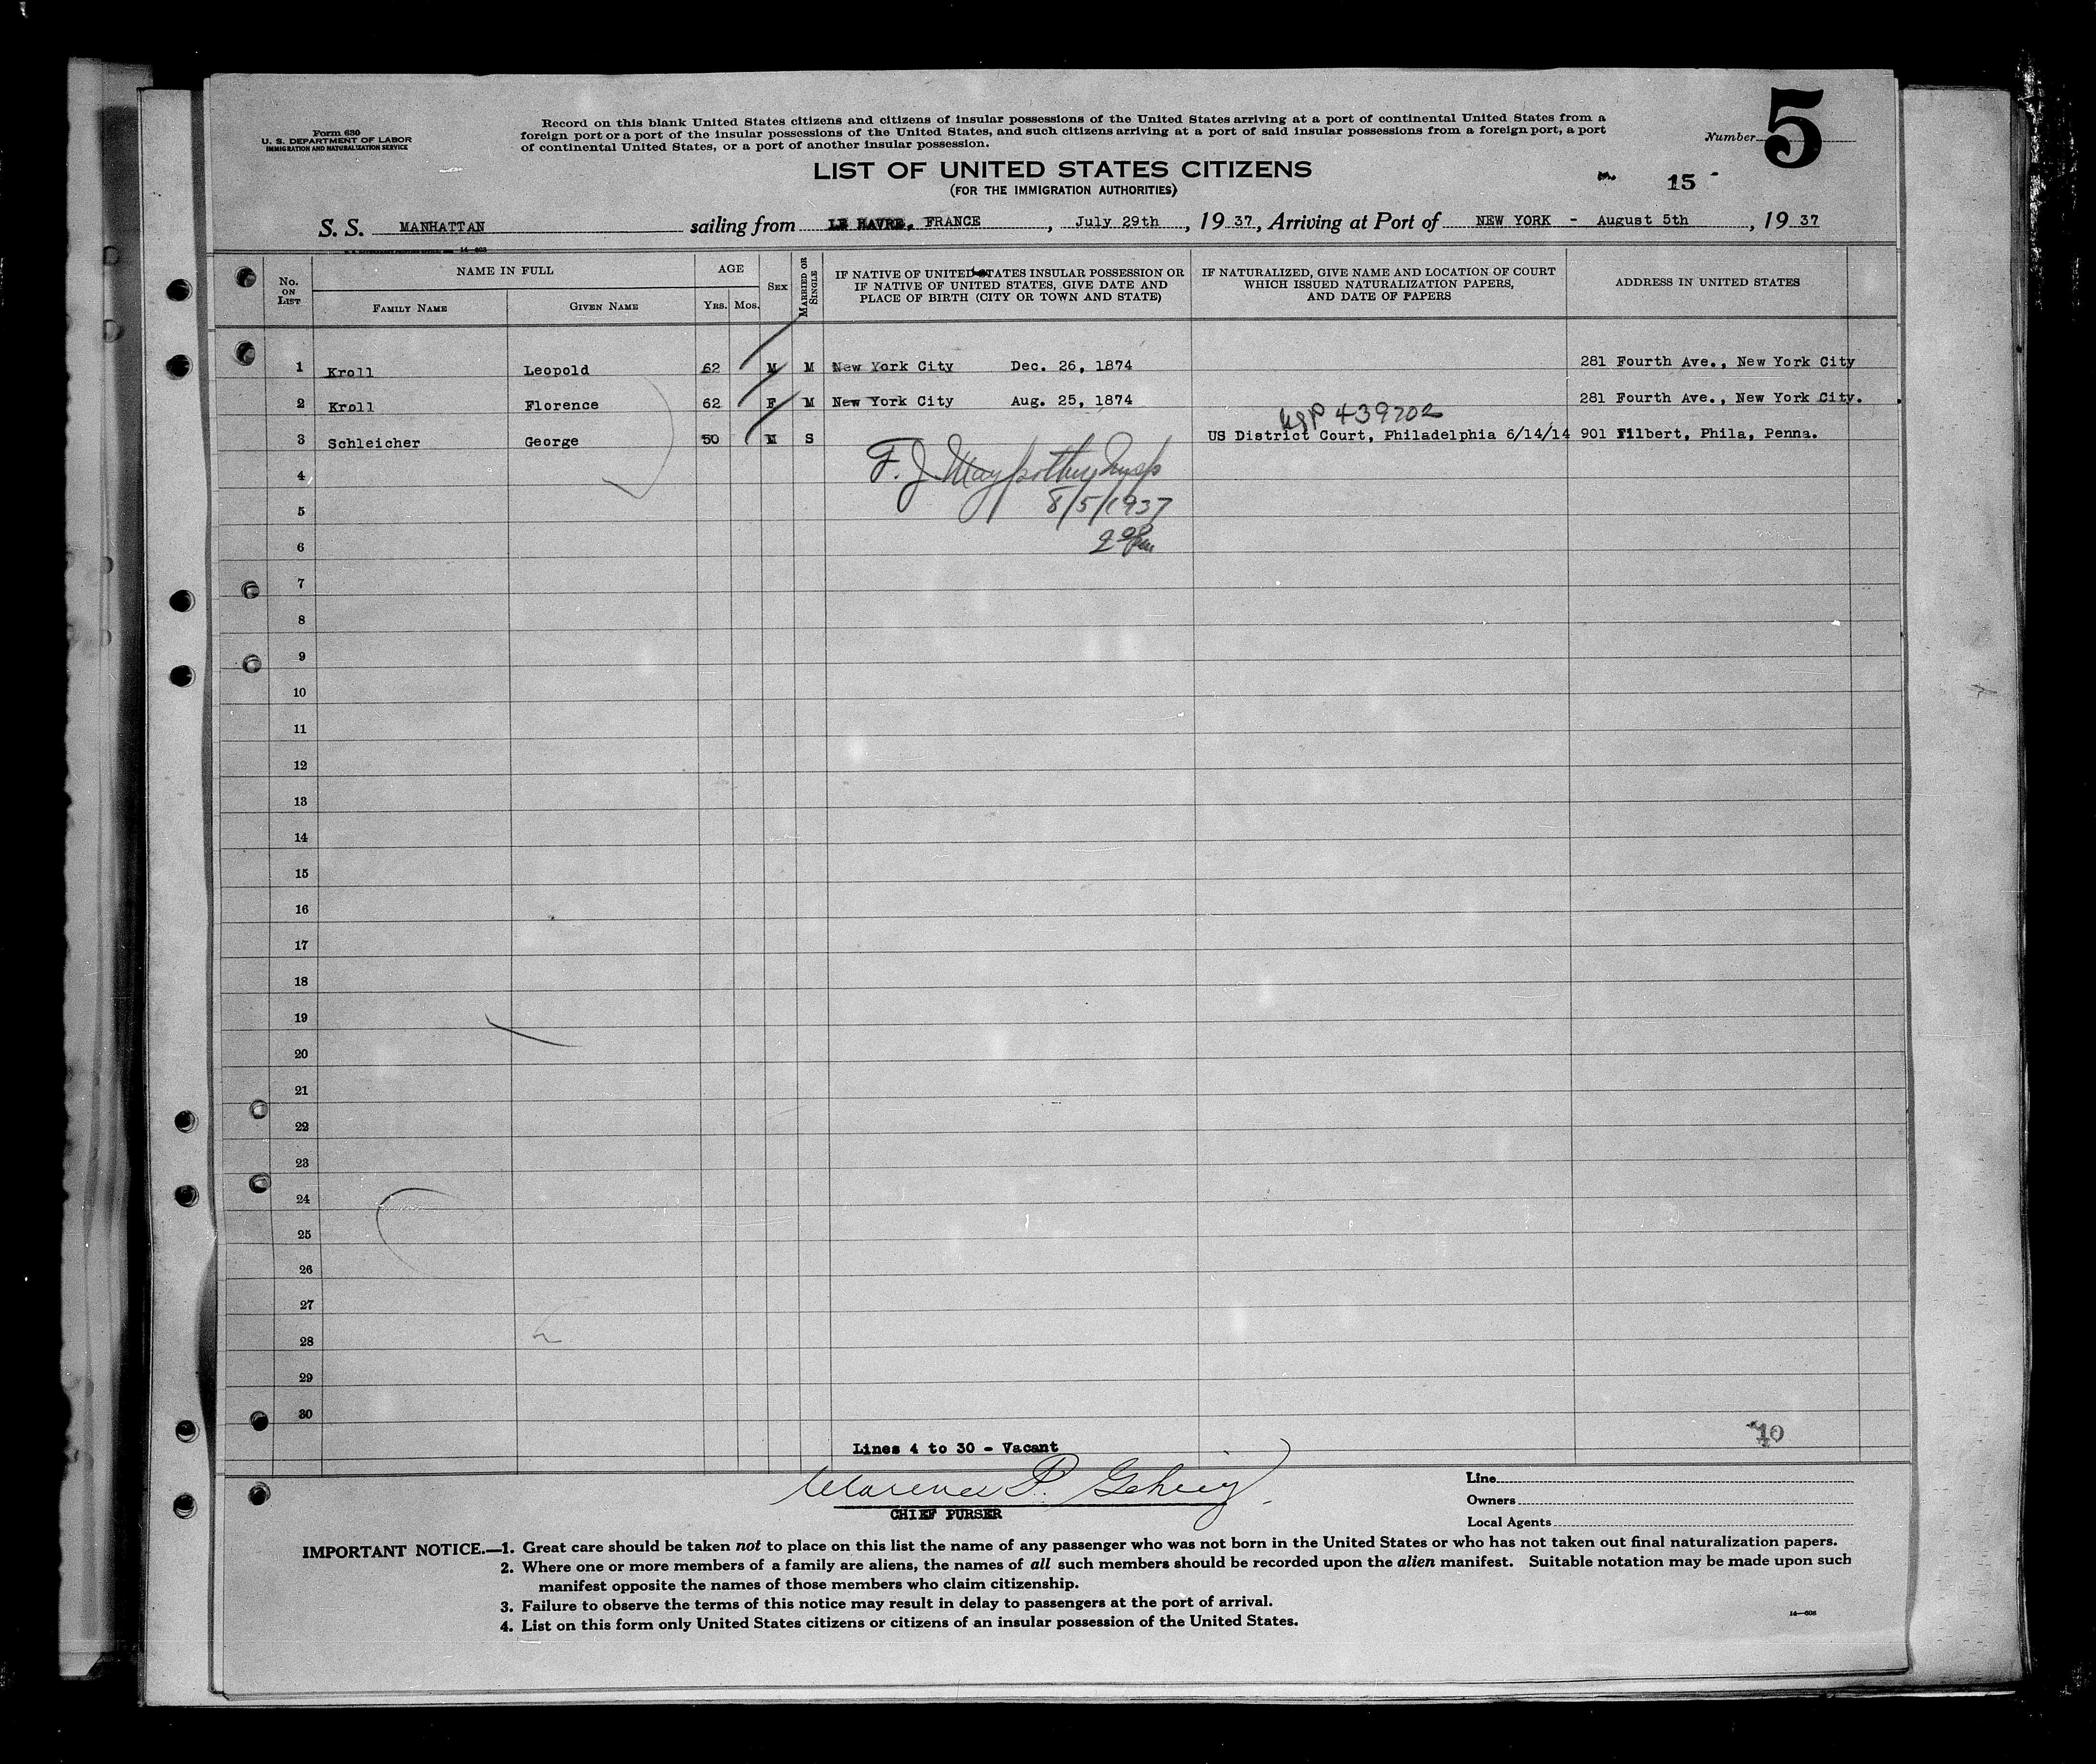 Form 630
U. S. DEPARTMENT OF LABOR
IMMIGRATION AND NATURALIZATION SERVICE
Record on this blank United States citizens and citizens of insular possessions of the United States arriving at a port of continental United States from a
foreign port or a port of the insular possessions of the United States, and such citizens arriving at a port of said insular possessions from a foreign port, a port
of continental United States, or a port of another insular possession.
Number 5
LIST OF UNITED STATES CITIZENS
(FOR THE IMMIGRATION AUTHORITIES)
15
S. S. MANHATTAN sailing from LE HAVRE, FRANCE, July 29th, 19 37, Arriving at Port of NEW YORK - August 5th, 19 37
14-608
No. ON LIST
NAME IN FULL
FAMILY NAME
GIVEN NAME
AGE
YRS. MOS.
SEX
MARRIED OR SINGLE
IF NATIVE OF UNITED STATES INSULAR POSSESSION OR
IF NATIVE OF UNITED STATES, GIVE DATE AND
PLACE OF BIRTH (CITY OR TOWN AND STATE)
IF NATURALIZED, GIVE NAME AND LOCATION OF COURT
WHICH ISSUED NATURALIZATION PAPERS,
AND DATE OF PAPERS
ADDRESS IN UNITED STATES
1 Kroll Leopold 62 M M New York City Dec. 26, 1874 281 Fourth Ave., New York City
2 Kroll Florence 62 F M New York City Aug. 25, 1874 281 Fourth Ave., New York City.
439702
3 Schleicher George 50 M S US District Court, Philadelphia 6/14/14 901 Filbert, Phila, Penna.
4 F. J.
5 8/5/1937
6
7
8
9
10
11
12
13
14
15
16
17
18
19
20
21
22
23
24
25
26
27
28
29
30
10
Lines 4 to 30 - Vacant
Clarence P. Gehrig
CHIEF PURSER
Line
Owners
Local Agents
IMPORTANT NOTICE.—1. Great care should be taken not to place on this list the name of any passenger who was not born in the United States or who has not taken out final naturalization papers.
2. Where one or more members of a family are aliens, the names of all such members should be recorded upon the alien manifest. Suitable notation may be made upon such
manifest opposite the names of those members who claim citizenship.
3. Failure to observe the terms of this notice may result in delay to passengers at the port of arrival.
4. List on this form only United States citizens or citizens of an insular possession of the United States.
14—608